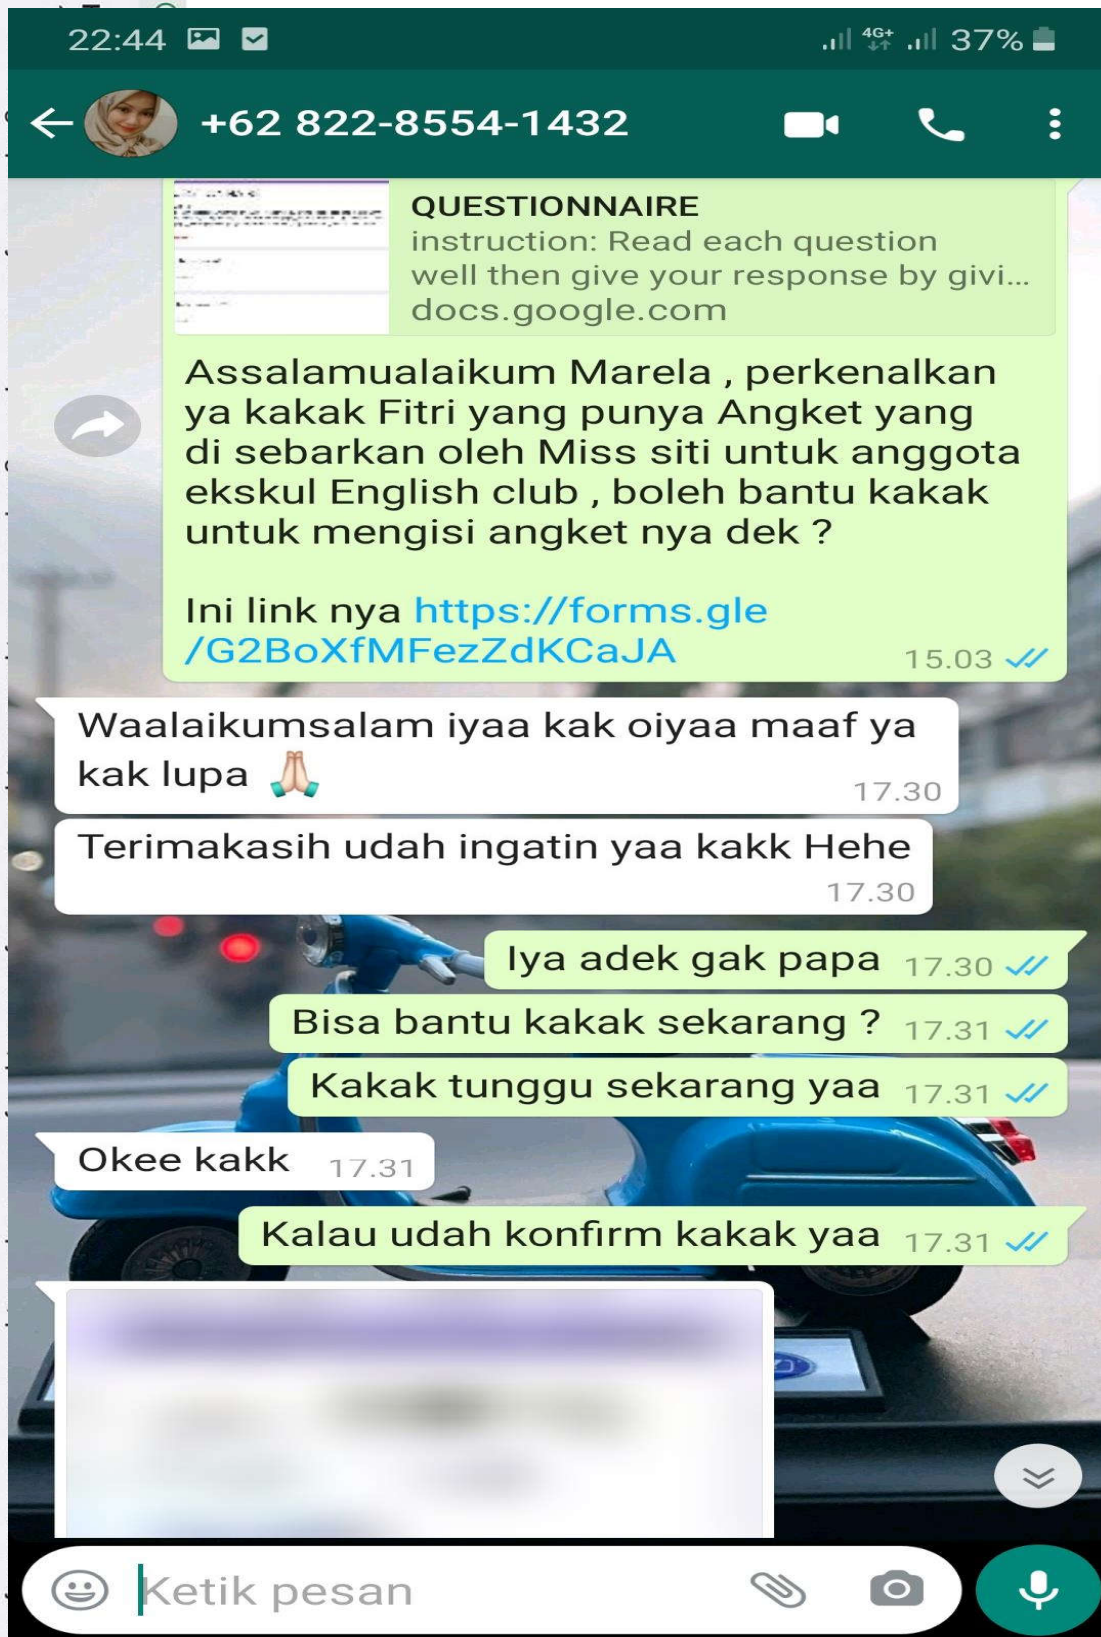 22:44
4G+
37%
+62 822-8554-1432
QUESTIONNAIRE
instruction: Read each question
well then give your response by givi...
docs.google.com
Assalamualaikum Marela , perkenalkan
ya kakak Fitri yang punya Angket yang
di sebarkan oleh Miss siti untuk anggota
ekskul English club , boleh bantu kakak
untuk mengisi angket nya dek ?
Ini link nya https://forms.gle
/G2BoXfMFezZdKCaJA
15.03
Waalaikumsalam iyaa kak oiyaa maaf ya
kak lupa 🙏
17.30
Terimakasih udah ingatin yaa kakk Hehe
17.30
Iya adek gak papa 17.30
Bisa bantu kakak sekarang ? 17.31
Kakak tunggu sekarang yaa 17.31
Okee kakk 17.31
Kalau udah konfirm kakak yaa 17.31
Ketik pesan